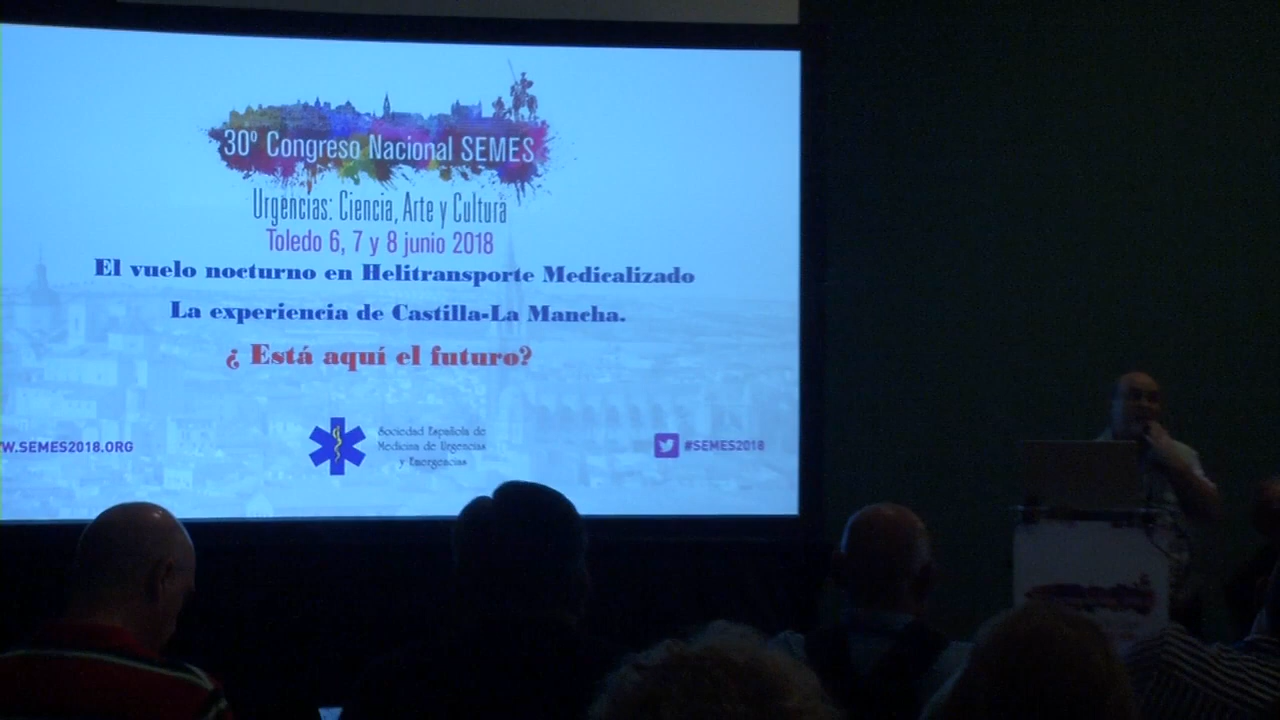 30º Congreso Nacional SEMES
Urgencias: Ciencia, Arte y Cultura
Toledo 6, 7 y 8 junio 2018
El vuelo nocturno en Helitransporte Medicalizado
La experiencia de Castilla-La Mancha.
¿ Está aquí el futuro?
W.SEMES2018.ORG
Sociedad Española de
Medicina de Urgencias
y Emergencias
#SEMES2018